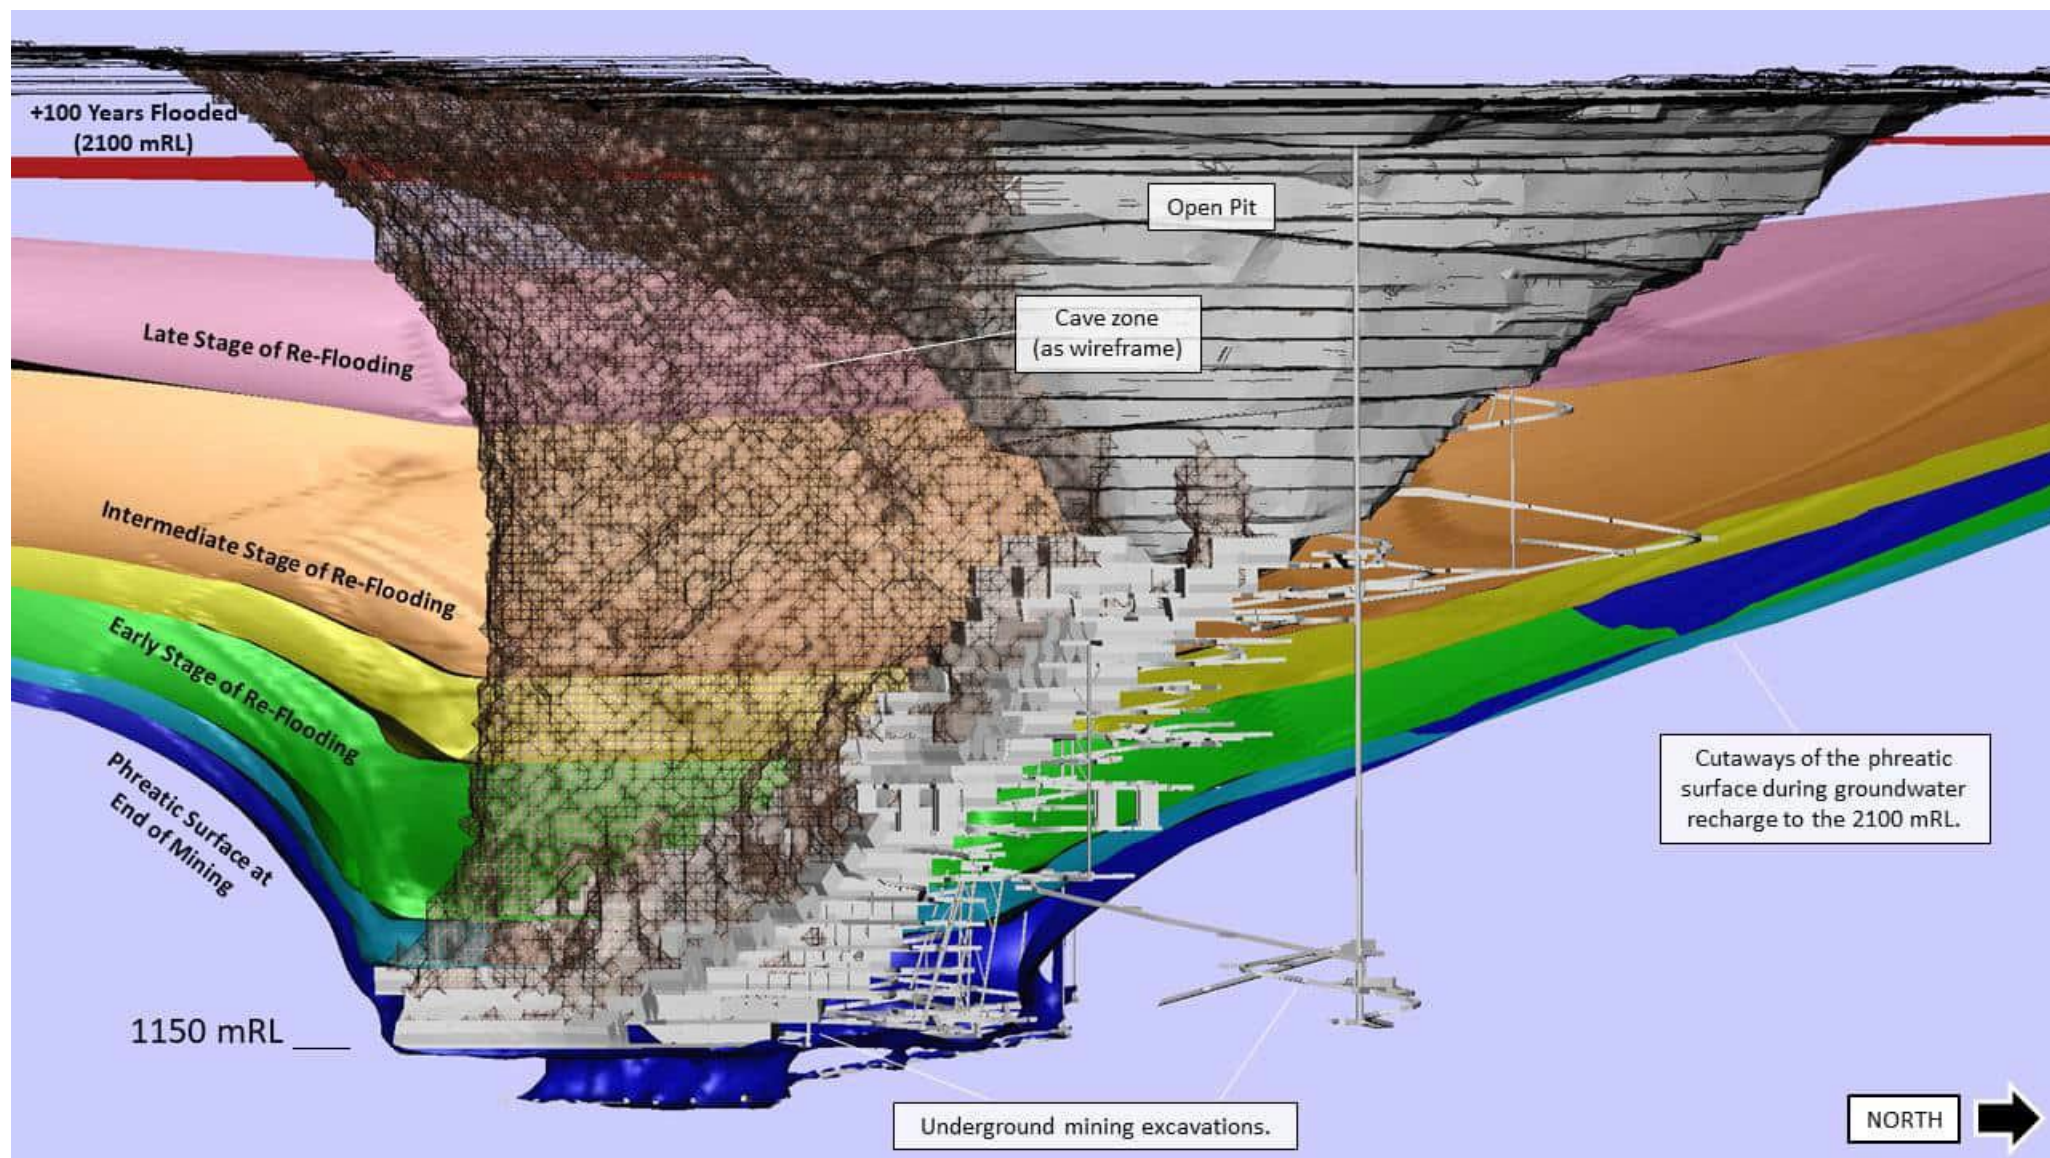 +100 Years Flooded
(2100 mRL)
Open Pit
Cave zone
(as wireframe)
Late Stage of Re-Flooding
Intermediate Stage of Re-Flooding
Early Stage of Re-Flooding
Phreatic Surface at
End of Mining
Cutaways of the phreatic
surface during groundwater
recharge to the 2100 mRL.
1150 mRL
Underground mining excavations.
NORTH